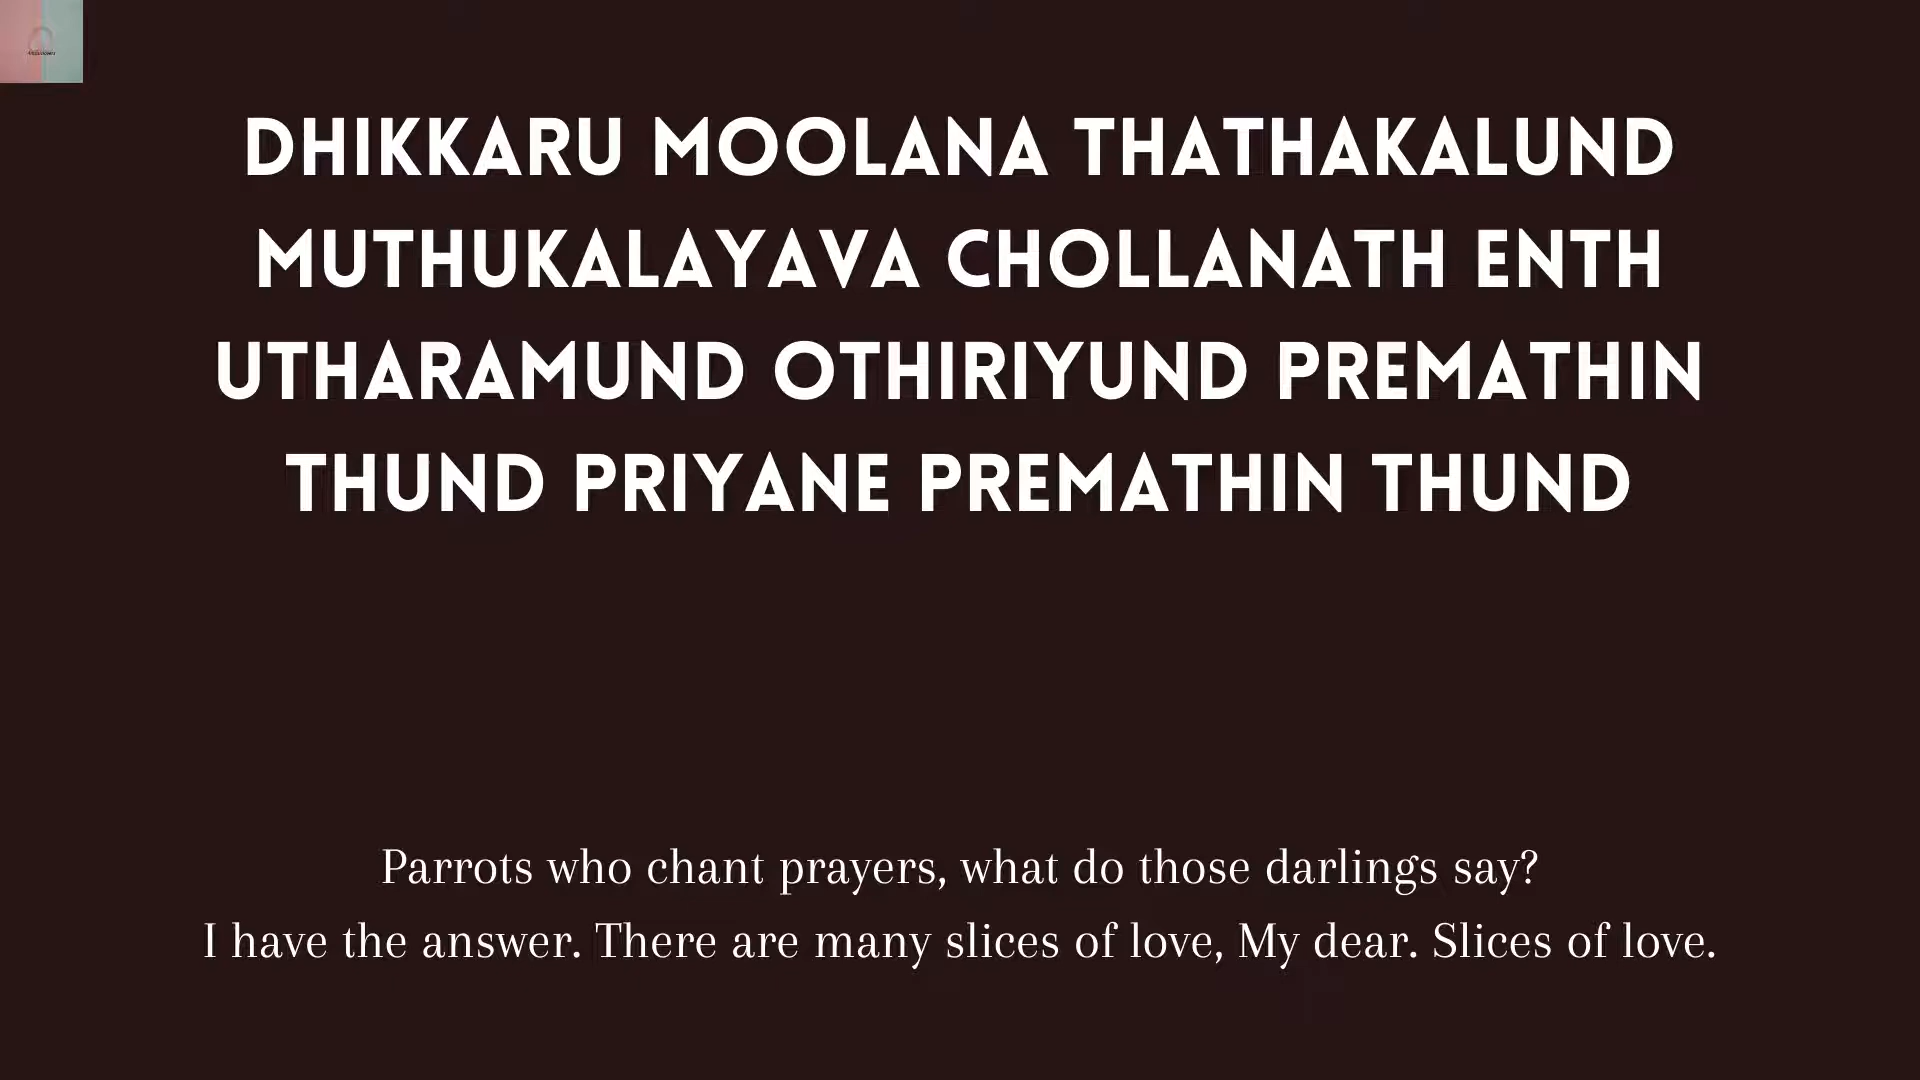 DHIKKARU MOOLANA THATHAKALUND
MUTHUKALAYAVA CHOLLANATH ENTH
UTHARAMUND OTHIRIYUND PREMATHIN
THUND PRIYANE PREMATHIN THUND
Parrots who chant prayers, what do those darlings say?
I have the answer. There are many slices of love, My dear. Slices of love.